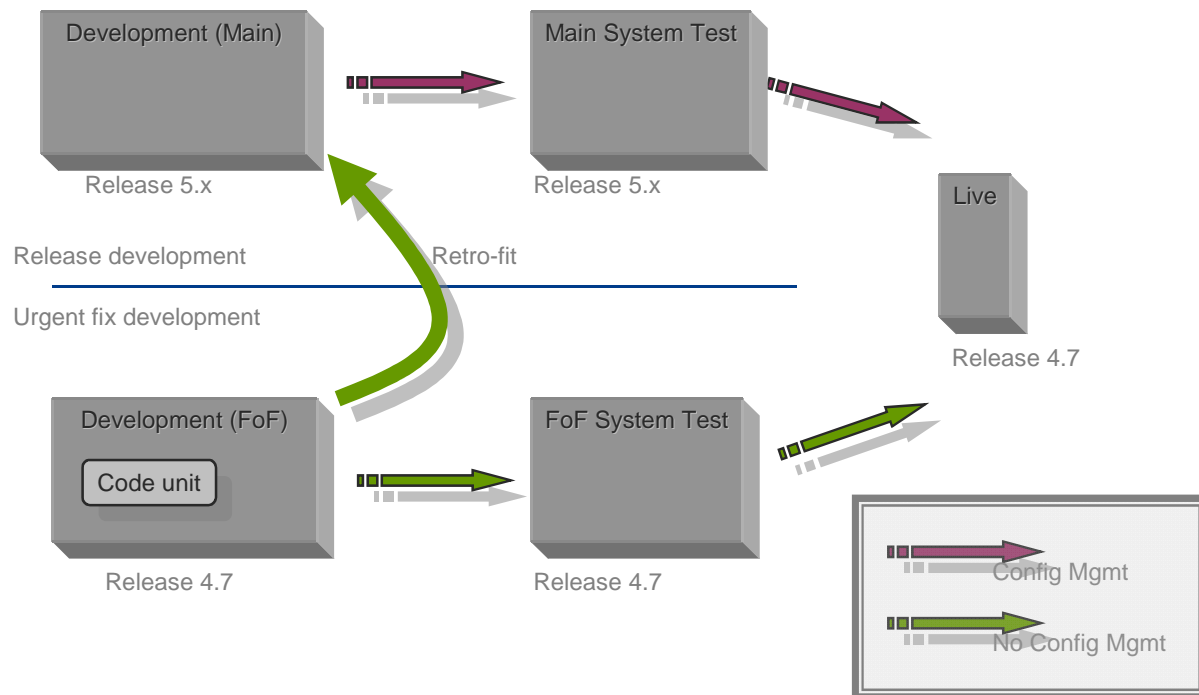 Development (Main)
Main System Test
Release 5.x
Release 5.x
Live
Release development
Retro-fit
Urgent fix development
Release 4.7
Development (FoF)
FoF System Test
Code unit
Release 4.7
Release 4.7
Config Mgmt
No Config Mgmt